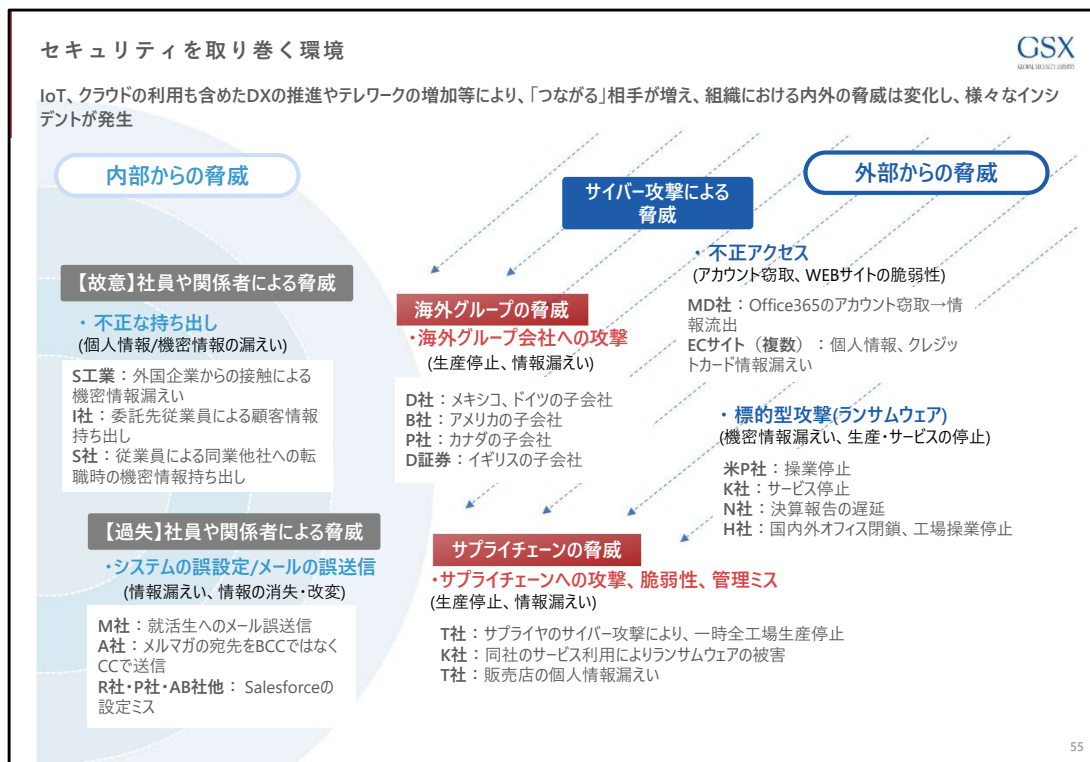 セキュリティを取り巻く環境
GSX
GLOBAL SECURITY EXPERTS
IoT、クラウドの利用も含めたDXの推進やテレワークの増加等により、「つながる」相手が増え、組織における内外の脅威は変化し、様々なインシ
デントが発生
内部からの脅威
サイバー攻撃による
脅威
外部からの脅威
【故意】社員や関係者による脅威
・不正な持ち出し
(個人情報/機密情報の漏えい)
S工業：外国企業からの接触による
機密情報漏えい
I社：委託先従業員による顧客情報
持ち出し
S社：従業員による同業他社への転
職時の機密情報持ち出し
【過失】社員や関係者による脅威
・システムの誤設定/メールの誤送信
(情報漏えい、情報の消失・改変)
M社：就活生へのメール誤送信
A社：メルマガの宛先をBCCではなく
CCで送信
R社・P社・AB社他： Salesforceの
設定ミス
海外グループの脅威
・海外グループ会社への攻撃
(生産停止、情報漏えい)
D社：メキシコ、ドイツの子会社
B社：アメリカの子会社
P社：カナダの子会社
D証券：イギリスの子会社
・不正アクセス
(アカウント窃取、WEBサイトの脆弱性)
MD社：Office365のアカウント窃取→情
報流出
ECサイト（複数）：個人情報、クレジッ
トカード情報漏えい
・標的型攻撃(ランサムウェア)
(機密情報漏えい、生産・サービスの停止)
米P社：操業停止
K社：サービス停止
N社：決算報告の遅延
H社：国内外オフィス閉鎖、工場操業停止
サプライチェーンの脅威
・サプライチェーンへの攻撃、脆弱性、管理ミス
(生産停止、情報漏えい)
T社：サプライヤのサイバー攻撃により、一時全工場生産停止
K社：同社のサービス利用によりランサムウェアの被害
T社：販売店の個人情報漏えい
55